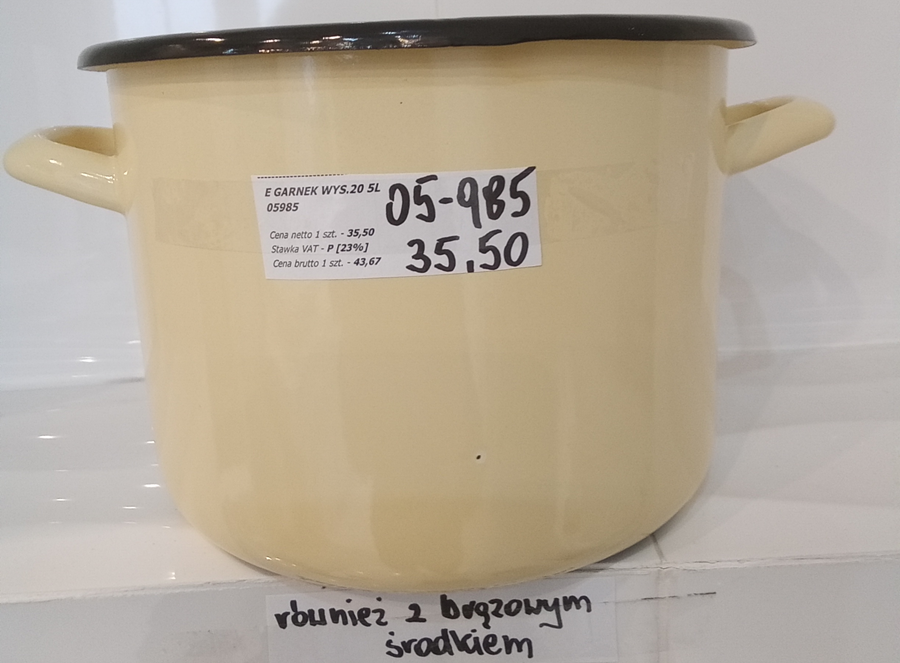 E GARNEK WYS.20 5L
05985
05-985
Cena netto 1 szt. - 35,50
Stawka VAT - P [23%]
Cena brutto 1 szt. - 43,67
35,50
również z brązowym
środkiem